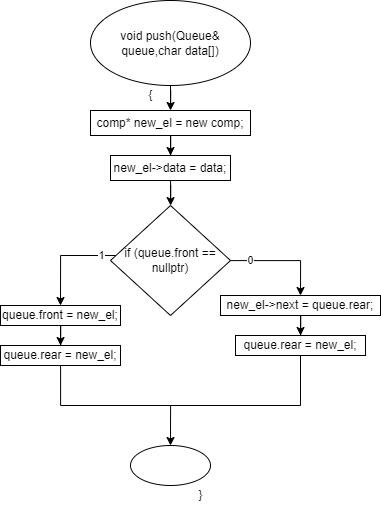 void push(Queue&
queue,char data[])
{
comp* new_el = new comp;
new_el->data = data;
if (queue.front ==
nullptr)
1
0
queue.front = new_el;
new_el->next = queue.rear;
queue.rear = new_el;
queue.rear = new_el;
}